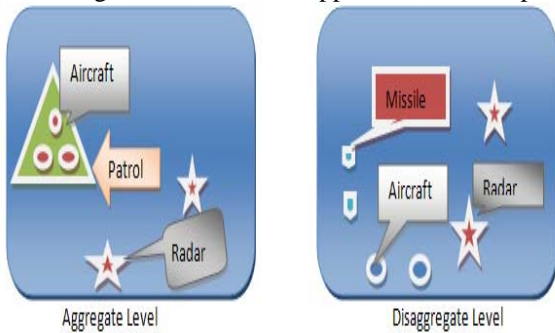 Aircraft
Patrol
Radar
Aggregate Level
Missile
Aircraft
Radar
Disaggregate Level